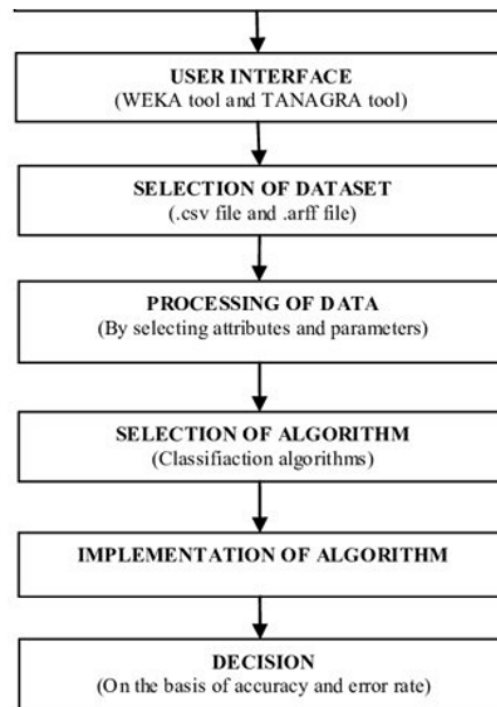 USER INTERFACE
(WEKA tool and TANAGRA tool)
SELECTION OF DATASET
(.csv file and .arff file)
PROCESSING OF DATA
(By selecting attributes and parameters)
SELECTION OF ALGORITHM
(Classifiaction algorithms)
IMPLEMENTATION OF ALGORITHM
DECISION
(On the basis of accuracy and error rate)